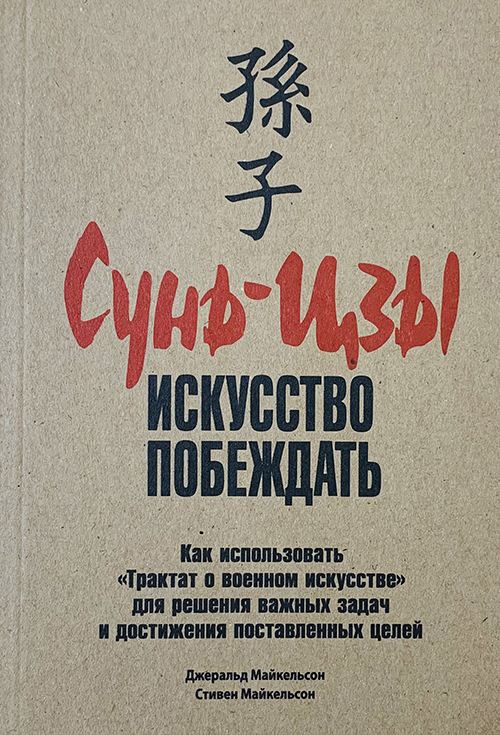 孫
子
Сунь-Цзы
ИСКУССТВО
ПОБЕЖДАТЬ
Как использовать
«Трактат о военном искусстве»
для решения важных задач
и достижения поставленных целей
Джеральд Майкельсон
Стивен Майкельсон